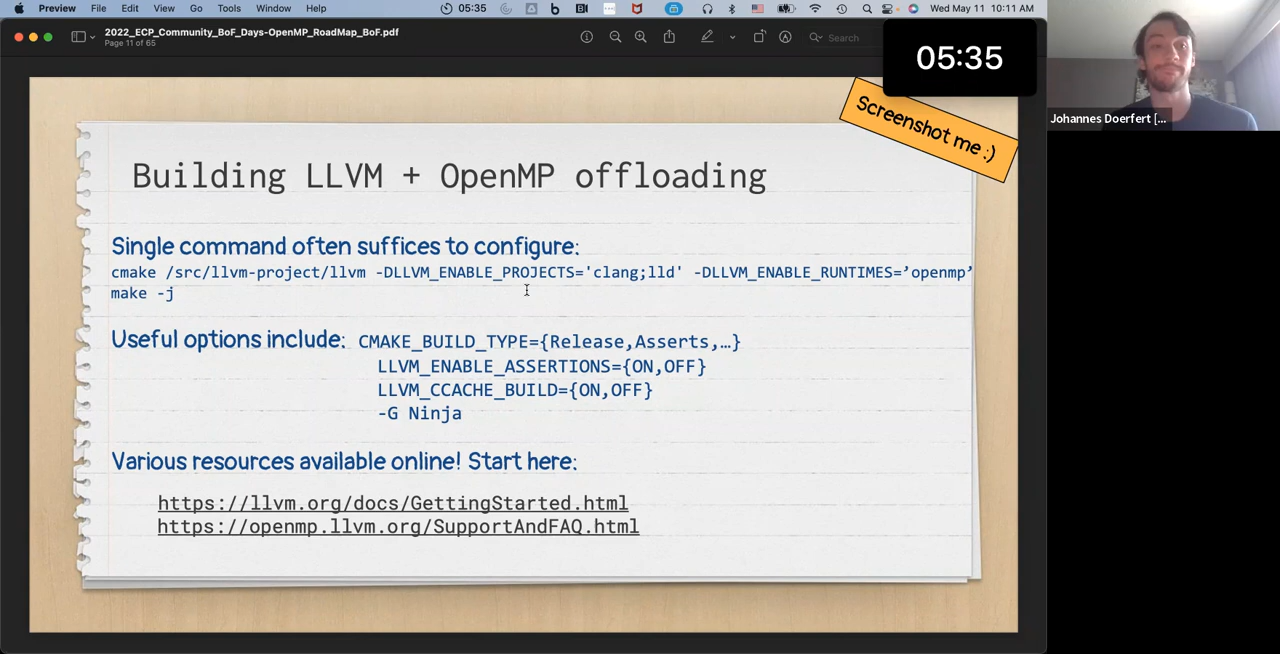 Preview File Edit View Go Tools Window Help 05:35 Wed May 11 10:11 AM
2022_ECP_Community_BoF_Days-OpenMP_RoadMap_BoF.pdf
Page 11 of 65
Search
05:35
Screenshot me :)
Johannes Doerfert [...
Building LLVM + OpenMP offloading
Single command often suffices to configure:
cmake /src/llvm-project/llvm -DLLVM_ENABLE_PROJECTS='clang;lld' -DLLVM_ENABLE_RUNTIMES=’openmp’
make -j
Useful options include: CMAKE_BUILD_TYPE={Release,Asserts,…}
LLVM_ENABLE_ASSERTIONS={ON,OFF}
LLVM_CCACHE_BUILD={ON,OFF}
-G Ninja
Various resources available online! Start here:
https://llvm.org/docs/GettingStarted.html
https://openmp.llvm.org/SupportAndFAQ.html